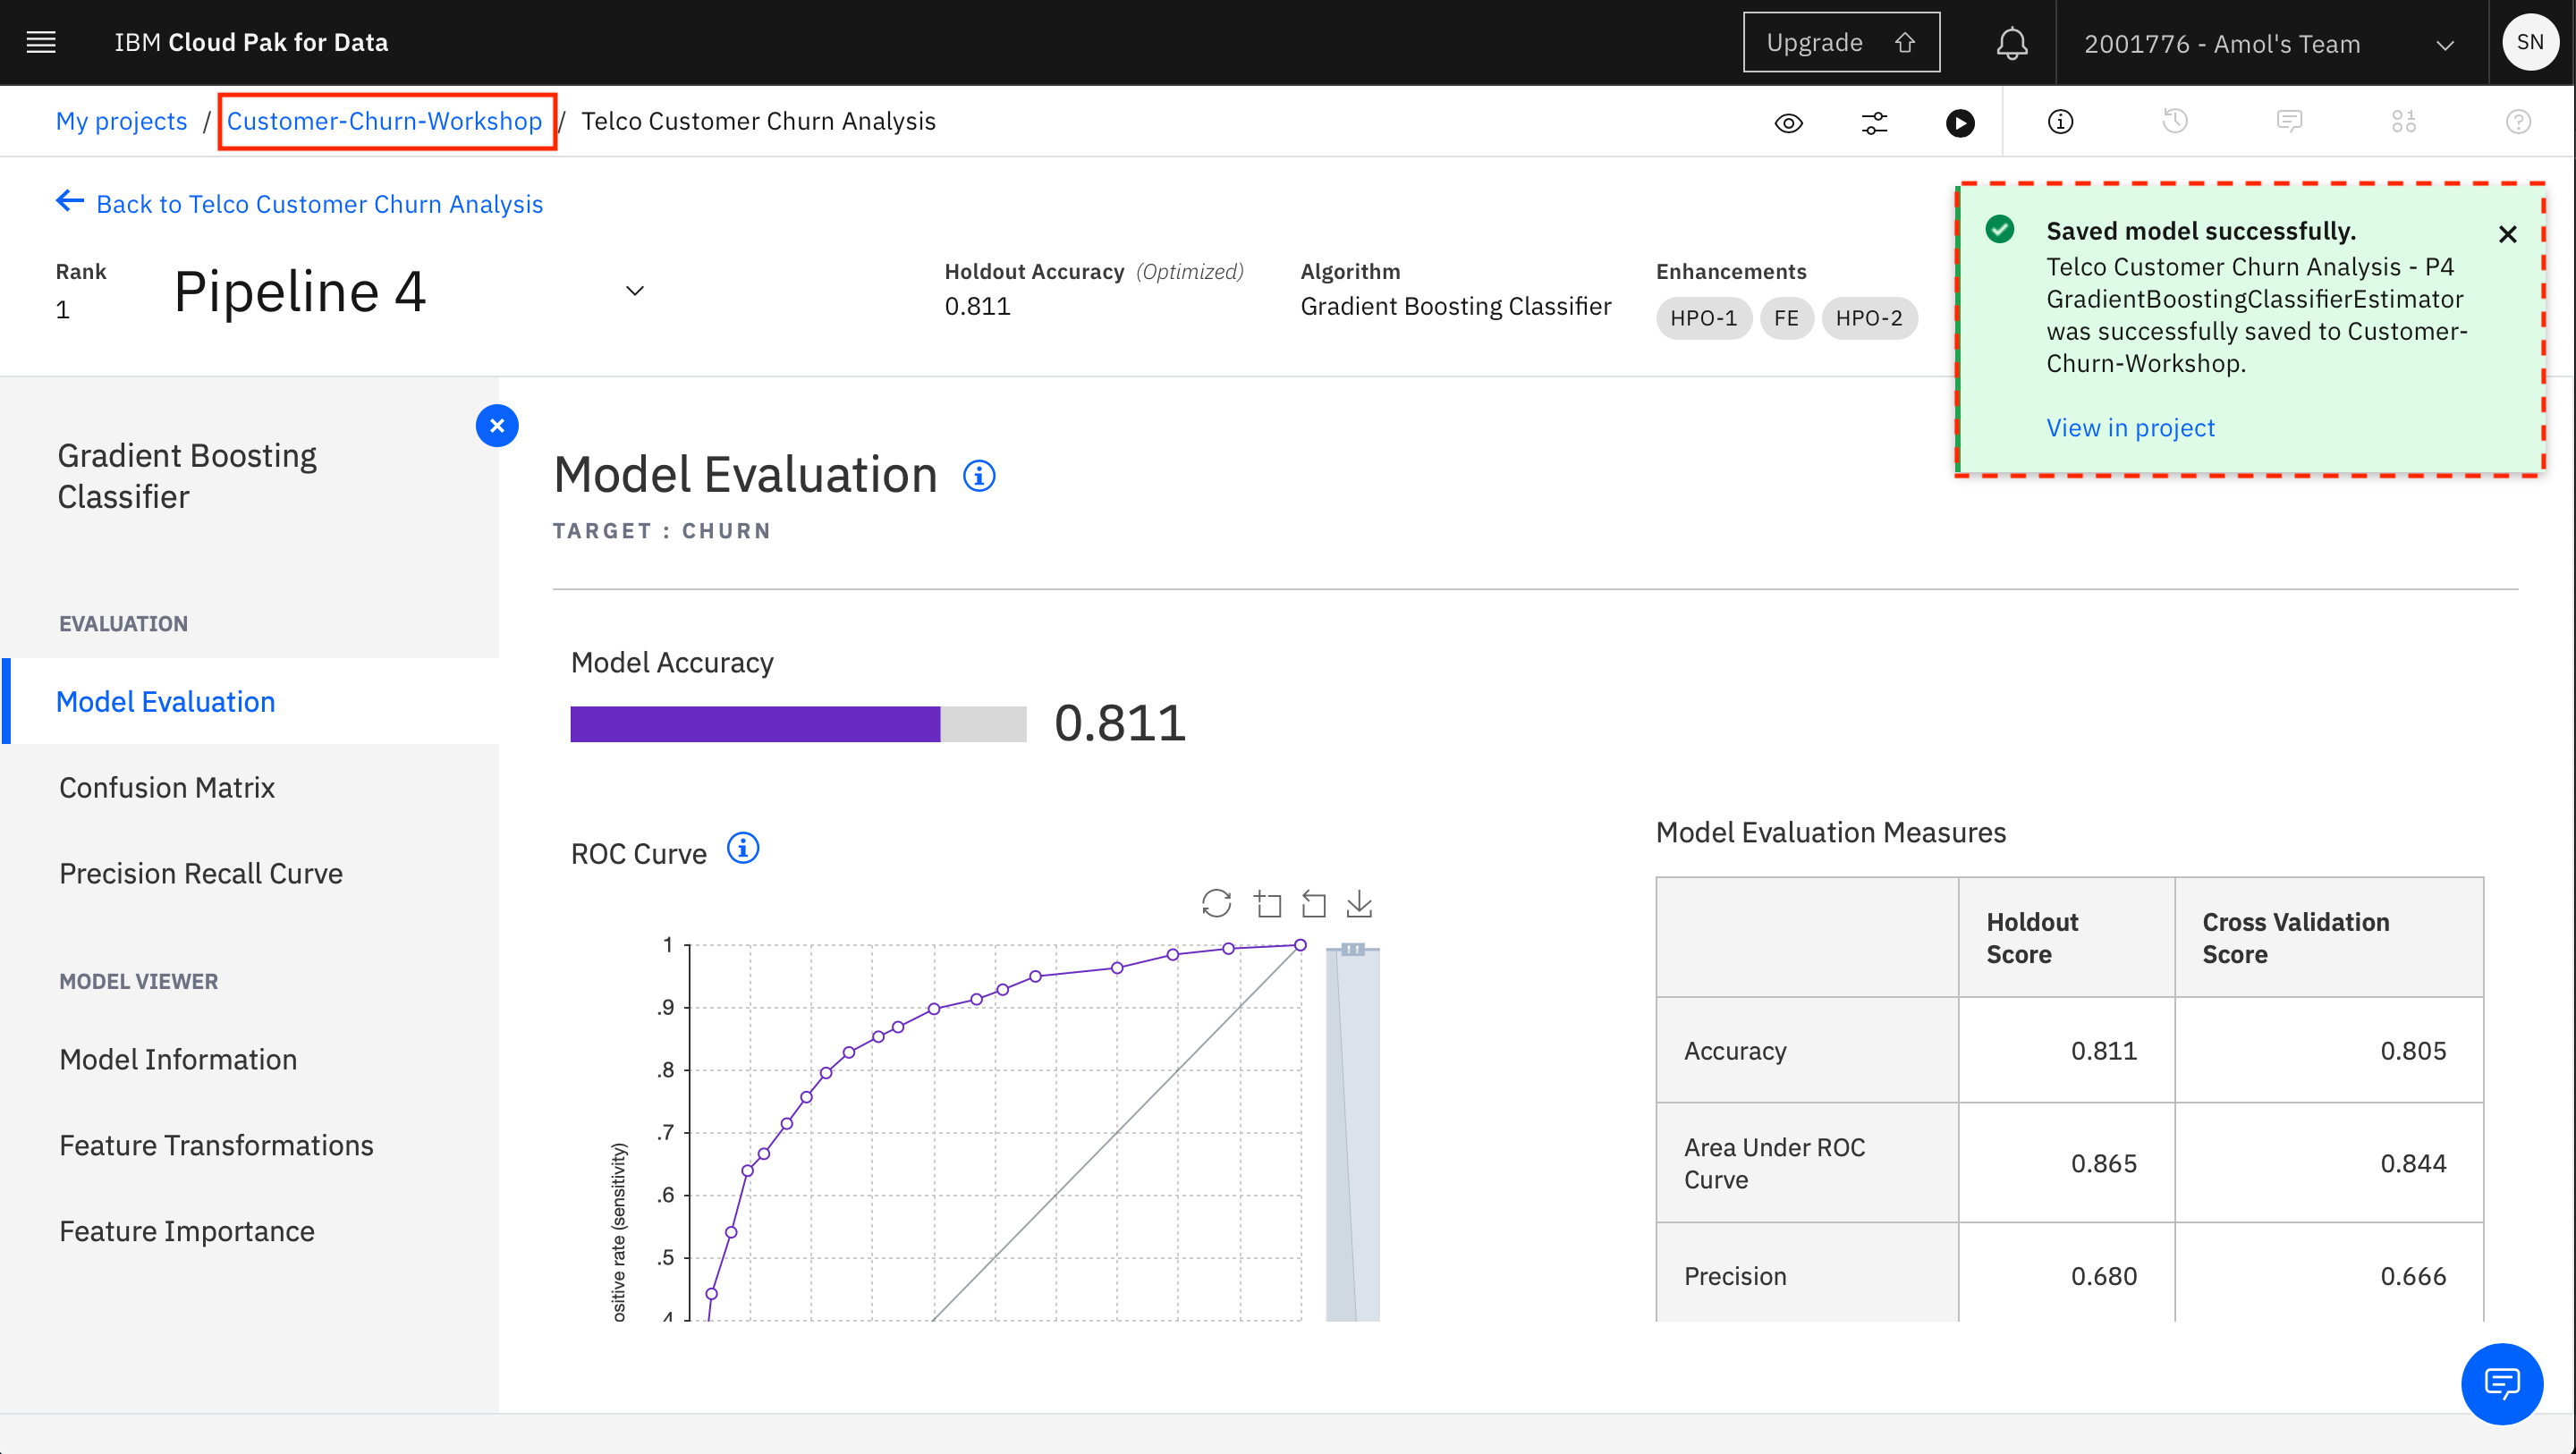 IBM Cloud Pak for Data
Upgrade
2001776 - Amol's Team
SN
My projects / Customer-Churn-Workshop / Telco Customer Churn Analysis
Back to Telco Customer Churn Analysis
Rank
1
Pipeline 4
Holdout Accuracy (Optimized)
0.811
Algorithm
Gradient Boosting Classifier
Enhancements
HPO-1 FE HPO-2
Saved model successfully.
Telco Customer Churn Analysis - P4
GradientBoostingClassifierEstimator
was successfully saved to Customer-
Churn-Workshop.
View in project
Gradient Boosting
Classifier
EVALUATION
Model Evaluation
Confusion Matrix
Precision Recall Curve
MODEL VIEWER
Model Information
Feature Transformations
Feature Importance
Model Evaluation
TARGET : CHURN
Model Accuracy
0.811
ROC Curve
1
.9
.8
.7
.6
.5
.4
ositive rate (sensitivity)
Model Evaluation Measures
Holdout
Score
Cross Validation
Score
Accuracy 0.811 0.805
Area Under ROC
Curve
0.865 0.844
Precision 0.680 0.666